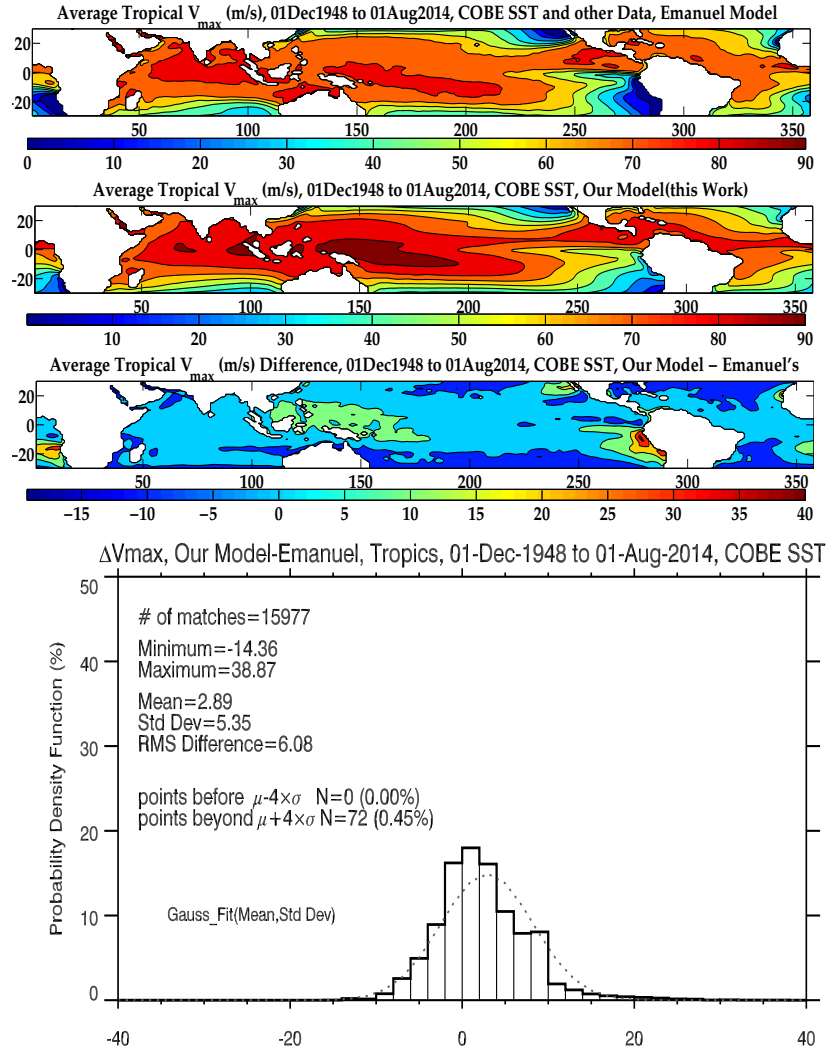 Average Tropical Vmax (m/s), 01Dec1948 to 01Aug2014, COBE SST and other Data, Emanuel Model
20
0
−20
50 100 150 200 250 300 350
0 10 20 30 40 50 60 70 80 90
Average Tropical Vmax (m/s), 01Dec1948 to 01Aug2014, COBE SST, Our Model(this Work)
20
0
−20
50 100 150 200 250 300 350
10 20 30 40 50 60 70 80 90
Average Tropical Vmax (m/s) Difference, 01Dec1948 to 01Aug2014, COBE SST, Our Model − Emanuel's
20
0
−20
50 100 150 200 250 300 350
−15 −10 −5 0 5 10 15 20 25 30 35 40
ΔVmax, Our Model-Emanuel, Tropics, 01-Dec-1948 to 01-Aug-2014, COBE SST
50
# of matches=15977
Minimum=-14.36
40
Maximum=38.87
Mean=2.89
Std Dev=5.35
30
RMS Difference=6.08
points before μ-4×σ N=0 (0.00%)
20
points beyond μ+4×σ N=72 (0.45%)
10
Gauss_Fit(Mean,Std Dev)
0
Probability Density Function (%)
-40 -20 0 20 40